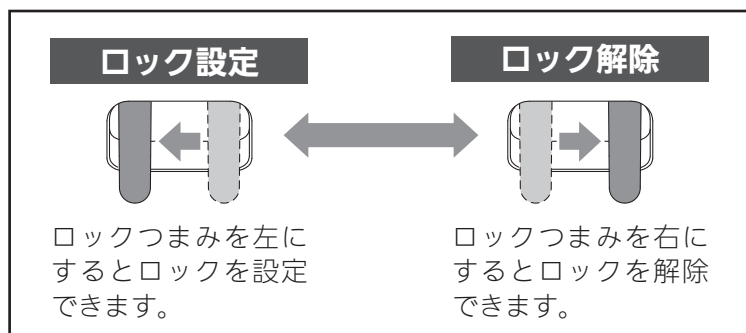 ロック設定
ロックつまみを左に
するとロックを設定
できます。
ロック解除
ロックつまみを右に
するとロックを解除
できます。